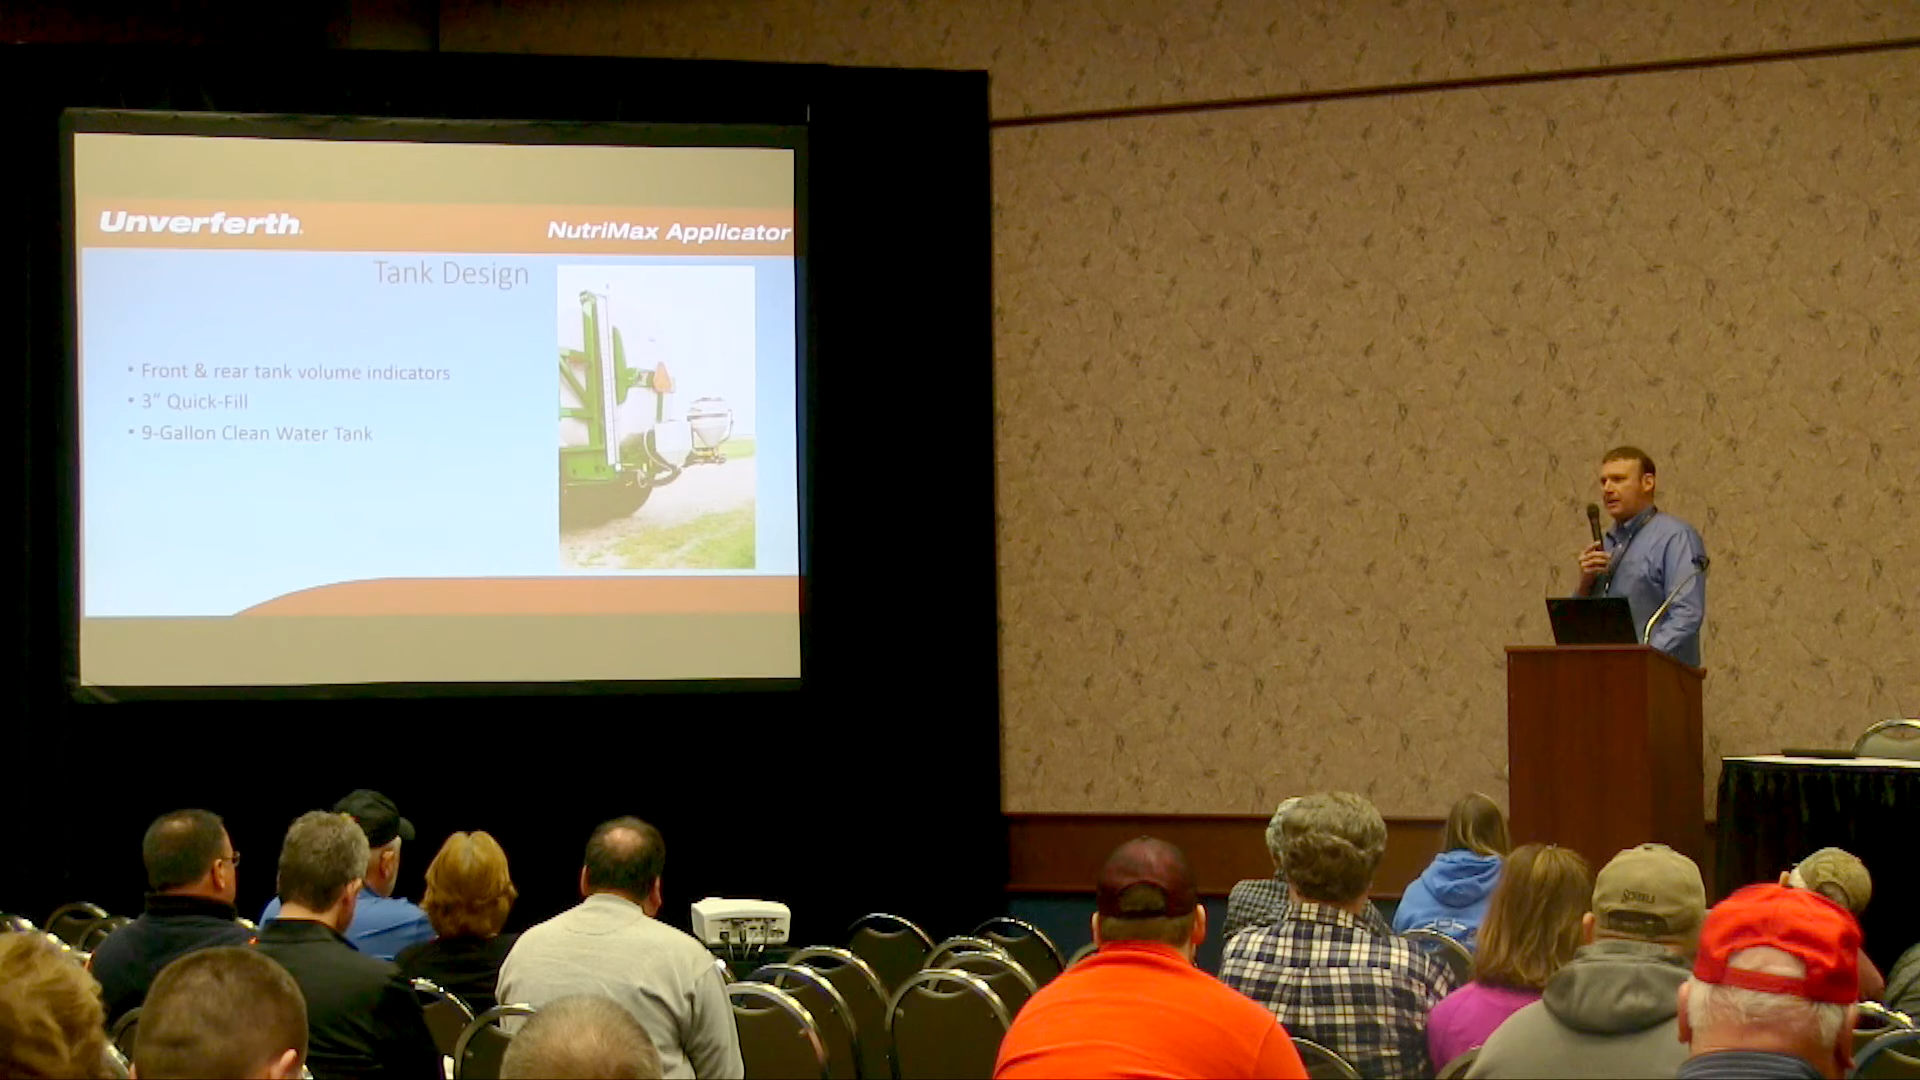 Unverferth
NutriMax Applicator
Tank Design
• Front & rear tank volume indicators
• 3” Quick-Fill
• 9-Gallon Clean Water Tank